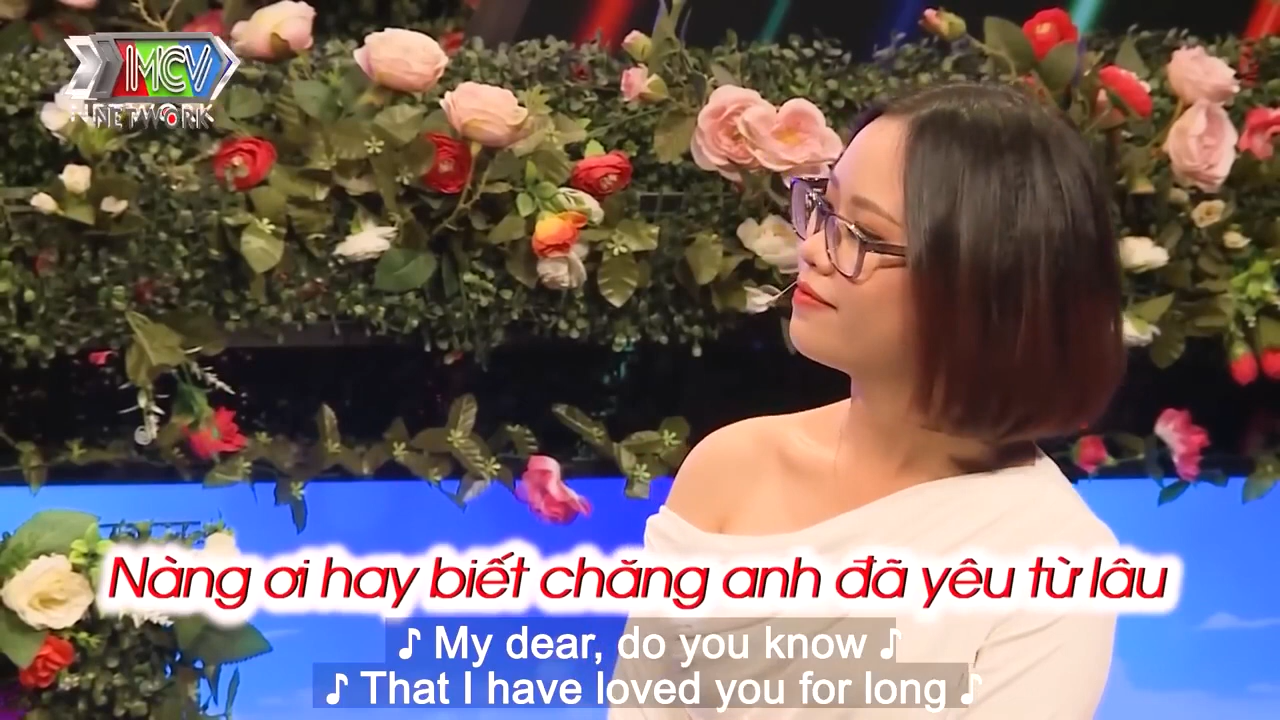 MCV
NETWORK
Nàng ơi hay biết chăng anh đã yêu từ lâu
♪ My dear, do you know ♪
♪ That I have loved you for long ♪